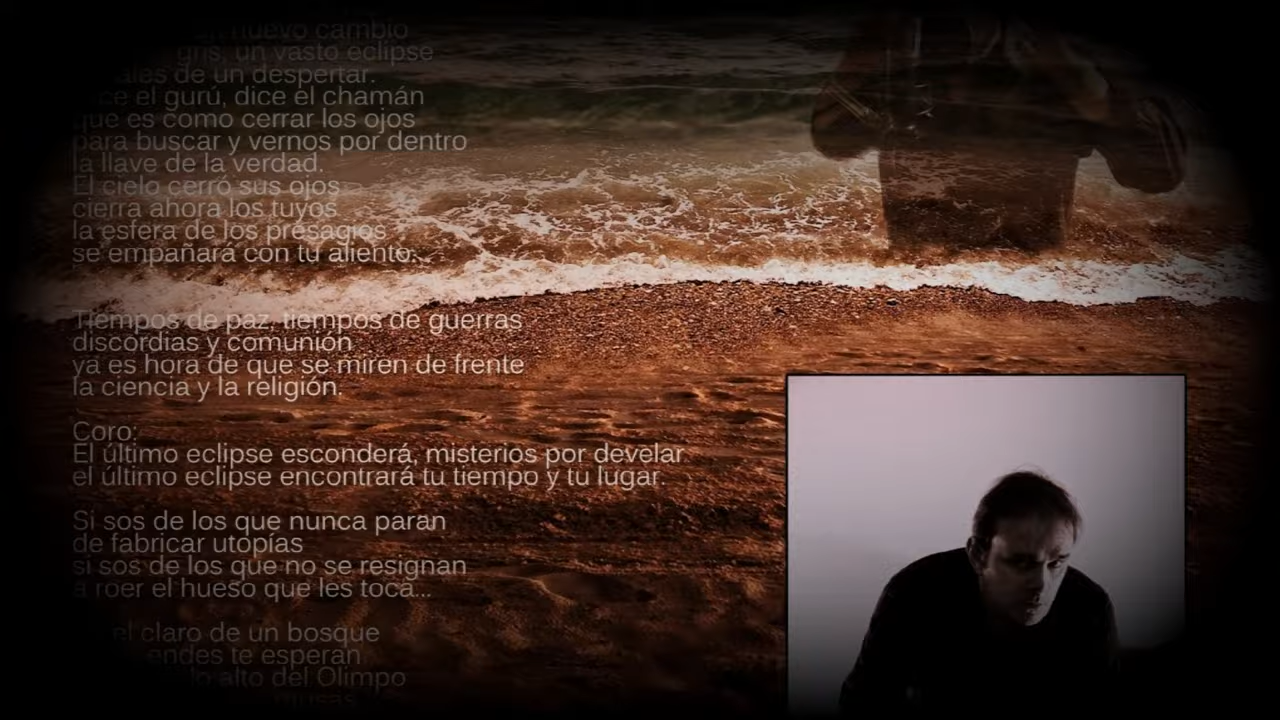 nuevo cambio
gris, un vasto eclipse
de un despertar.
el gurú, dice el chamán
que es como cerrar los ojos
para buscar y vernos por dentro
la llave de la verdad.
El cielo cerró sus ojos
cierra ahora los tuyos
la esfera de los presagios
se empañará con tu aliento...
Tiempos de paz, tiempos de guerras
discordias y comunión
ya es hora de que se miren de frente
la ciencia y la religión.
Coro:
El último eclipse esconderá, misterios por develar
el último eclipse encontrará tu tiempo y tu lugar.
Si sos de los que nunca paran
de fabricar utopías
si sos de los que no se resignan
a roer el hueso que les toca...
el claro de un bosque
te esperan
alto del Olimpo